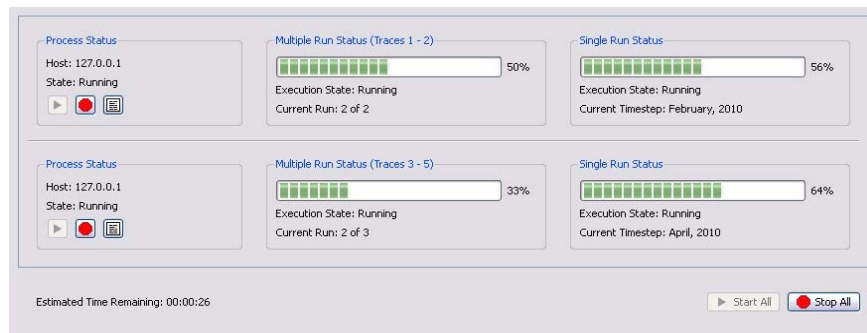 Process Status
Host: 127.0.0.1
State: Running
Multiple Run Status (Traces 1 - 2)
50%
Execution State: Running
Current Run: 2 of 2
Single Run Status
56%
Execution State: Running
Current Timestep: February, 2010
Process Status
Host: 127.0.0.1
State: Running
Multiple Run Status (Traces 3 - 5)
33%
Execution State: Running
Current Run: 2 of 3
Single Run Status
64%
Execution State: Running
Current Timestep: April, 2010
Estimated Time Remaining: 00:00:26
Start All
Stop All